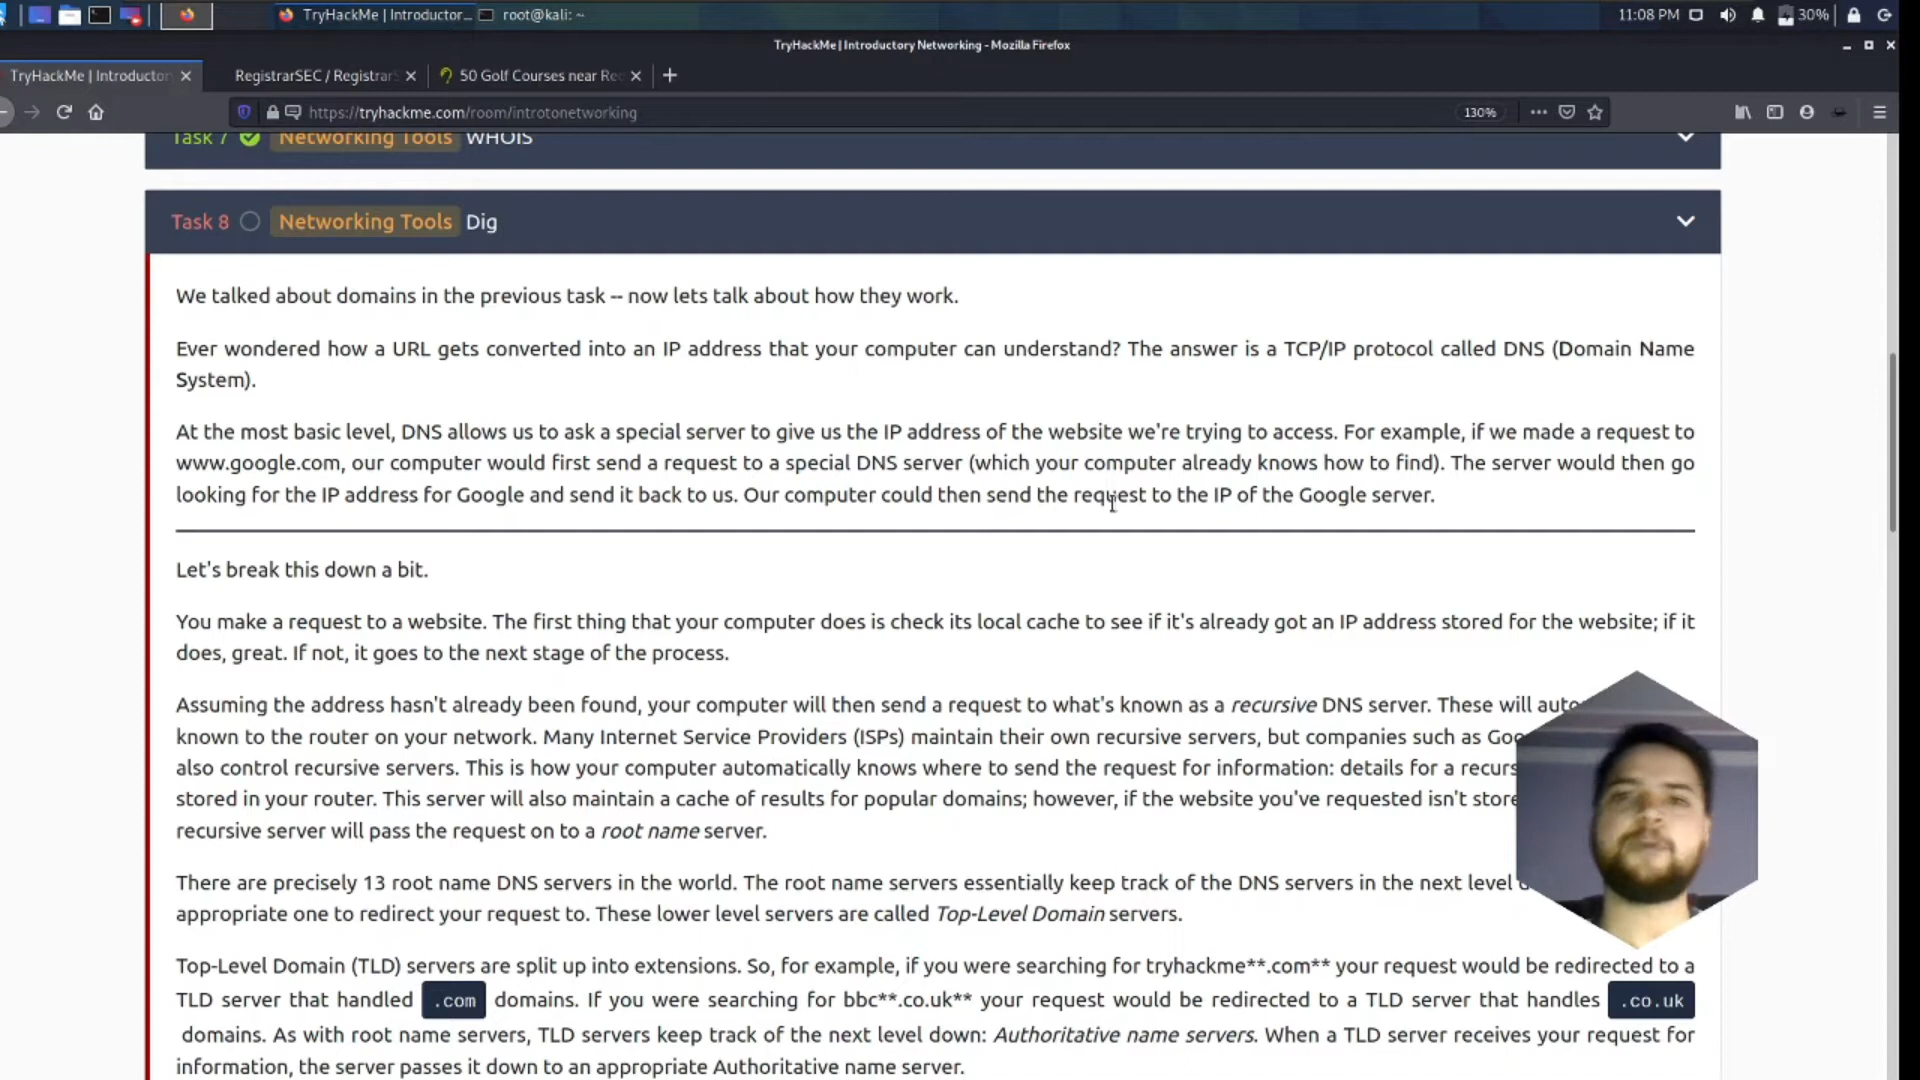 TryHackMe | Introductor... root@kali: ~ 11:08 PM 30%
TryHackMe | Introductory Networking - Mozilla Firefox
TryHackMe | Introductor RegistrarSEC / Registrar 50 Golf Courses near Re
https://tryhackme.com/room/introtonetworking 130%
Task 7 Networking Tools WHOIS
Task 8 Networking Tools Dig
We talked about domains in the previous task -- now lets talk about how they work.
Ever wondered how a URL gets converted into an IP address that your computer can understand? The answer is a TCP/IP protocol called DNS (Domain Name
System).
At the most basic level, DNS allows us to ask a special server to give us the IP address of the website we're trying to access. For example, if we made a request to
www.google.com, our computer would first send a request to a special DNS server (which your computer already knows how to find). The server would then go
looking for the IP address for Google and send it back to us. Our computer could then send the request to the IP of the Google server.
Let's break this down a bit.
You make a request to a website. The first thing that your computer does is check its local cache to see if it's already got an IP address stored for the website; if it
does, great. If not, it goes to the next stage of the process.
Assuming the address hasn't already been found, your computer will then send a request to what's known as a recursive DNS server. These will
known to the router on your network. Many Internet Service Providers (ISPs) maintain their own recursive servers, but companies such as
also control recursive servers. This is how your computer automatically knows where to send the request for information: details for a
stored in your router. This server will also maintain a cache of results for popular domains; however, if the website you've requested isn't
recursive server will pass the request on to a root name server.
There are precisely 13 root name DNS servers in the world. The root name servers essentially keep track of the DNS servers in the next level
appropriate one to redirect your request to. These lower level servers are called Top-Level Domain servers.
Top-Level Domain (TLD) servers are split up into extensions. So, for example, if you were searching for tryhackme**.com** your request would be redirected to a
TLD server that handled .com domains. If you were searching for bbc**.co.uk** your request would be redirected to a TLD server that handles .co.uk
domains. As with root name servers, TLD servers keep track of the next level down: Authoritative name servers. When a TLD server receives your request for
information, the server passes it down to an appropriate Authoritative name server.